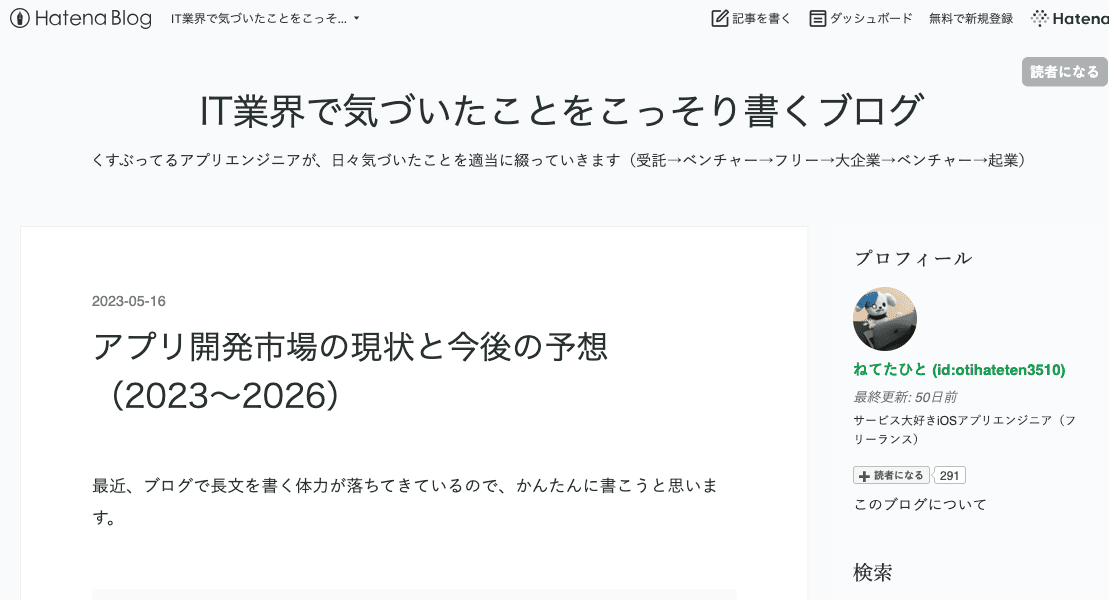 Hatena Blog IT業界で気づいたことをこっそ... 記事を書く ダッシュボード 無料で新規登録 Hatena
読者になる
IT業界で気づいたことをこっそり書くブログ
くすぶってるアプリエンジニアが、日々気づいたことを適当に綴っていきます（受託→ベンチャー→フリー→大企業→ベンチャー→起業）
2023-05-16
アプリ開発市場の現状と今後の予想
（2023〜2026）
最近、ブログで長文を書く体力が落ちてきているので、かんたんに書こうと思いま
す。
プロフィール
ねてたひと (id:otihateten3510)
最終更新: 50日前
サービス大好きiOSアプリエンジニア（フ
リーランス）
読者になる 291
このブログについて
検索